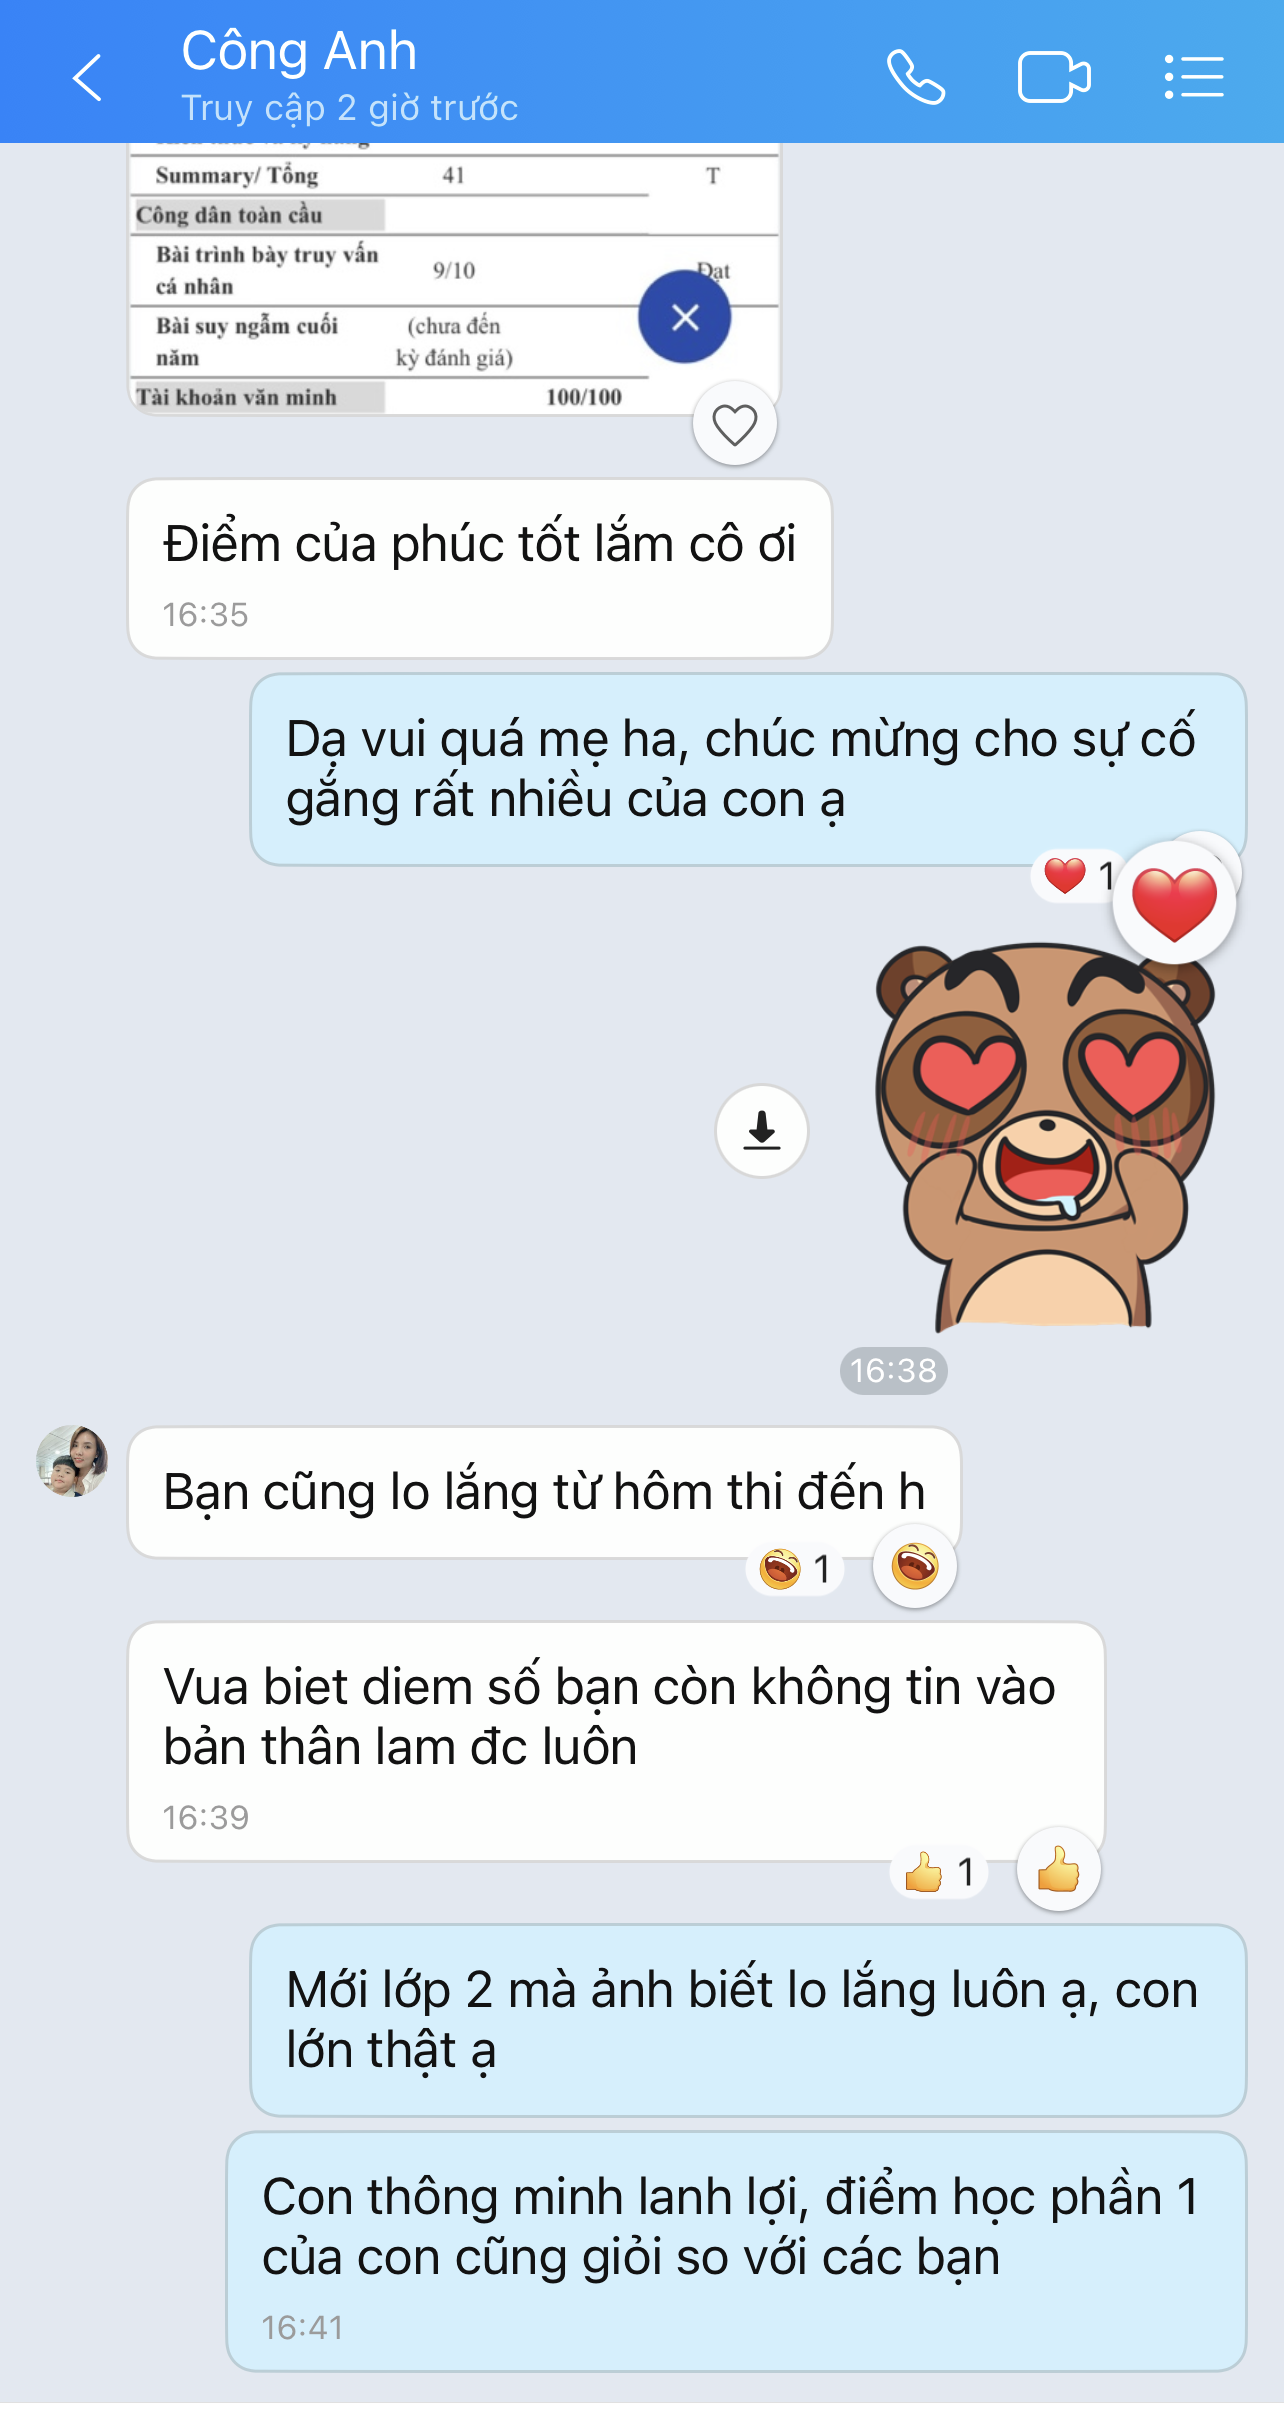 Công Anh
Truy cập 2 giờ trước
Summary/ Tổng 41 T
Công dân toàn cầu
Bài trình bày truy vấn
cá nhân 9/10 Đạt
Bài suy ngẫm cuối (chưa đến
năm kỳ đánh giá)
Tài khoản văn minh 100/100
Điểm của phúc tốt lắm cô ơi
16:35
Dạ vui quá mẹ ha, chúc mừng cho sự cố
gắng rất nhiều của con ạ
1
16:38
Bạn cũng lo lắng từ hôm thi đến h
1
Vua biet diem số bạn còn không tin vào
bản thân lam đc luôn
16:39
1
Mới lớp 2 mà ảnh biết lo lắng luôn ạ, con
lớn thật ạ
Con thông minh lanh lợi, điểm học phần 1
của con cũng giỏi so với các bạn
16:41